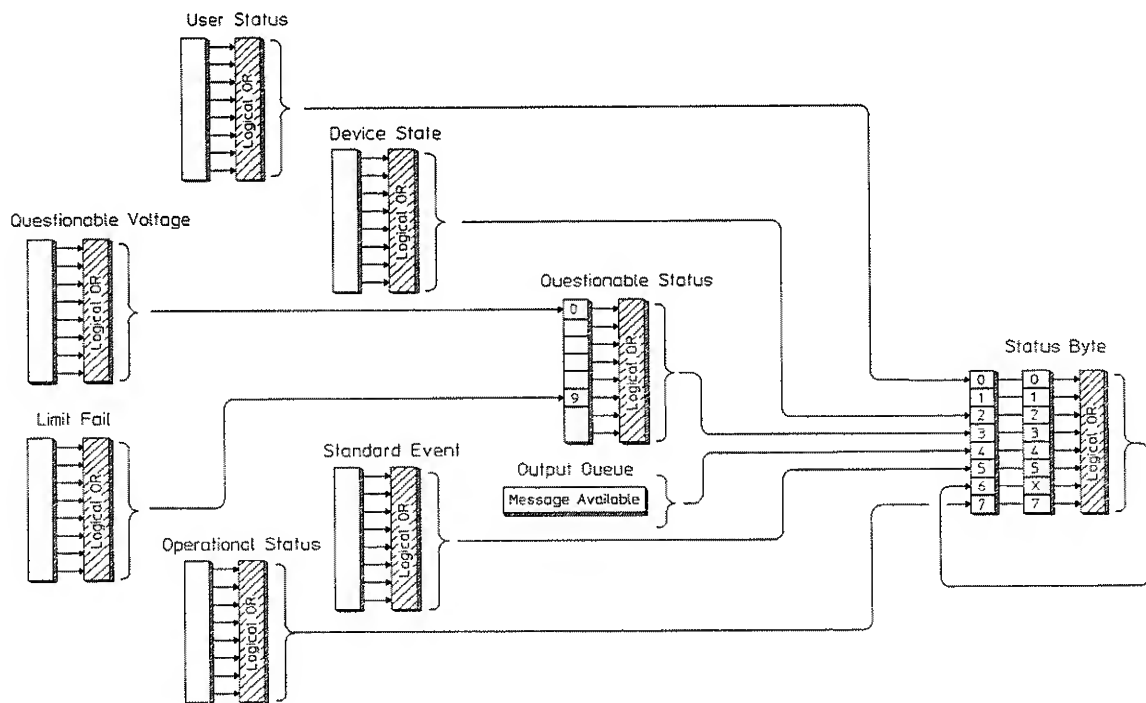 User Status
Logical OR
Device State
Logical OR
Questionable Voltage
Logical OR
Questionable Status
0
9
Logical OR
Status Byte
0 0
1 1
2 2
3 3
4 4
5 5
6 X
7 7
Logical OR
Limit Fail
Logical OR
Standard Event
Logical OR
Output Queue
Message Available
Operational Status
Logical OR